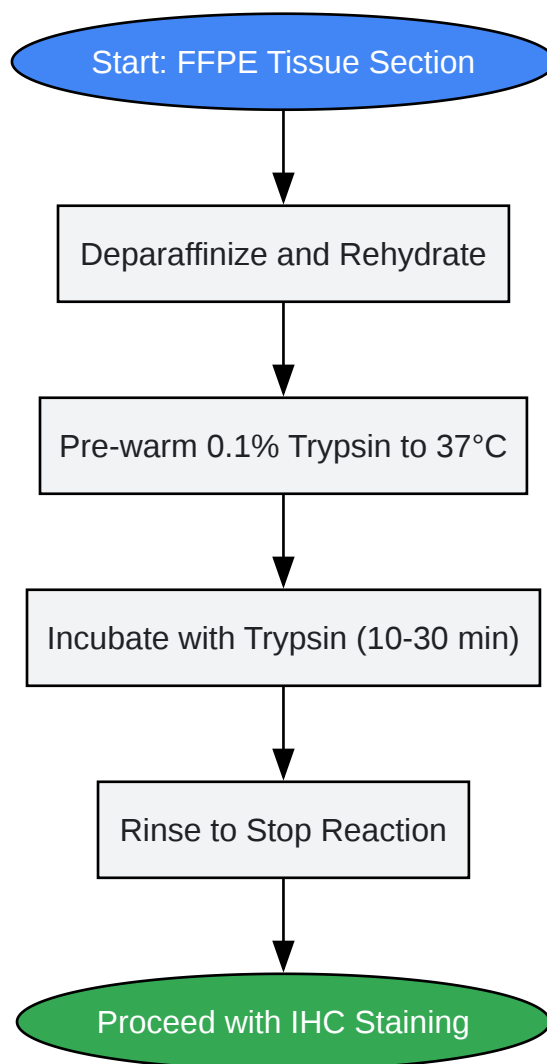 Start: FFPE Tissue Section
Deparaffinize and Rehydrate
Pre-warm 0.1% Trypsin to 37°C
Incubate with Trypsin (10-30 min)
Rinse to Stop Reaction
Proceed with IHC Staining